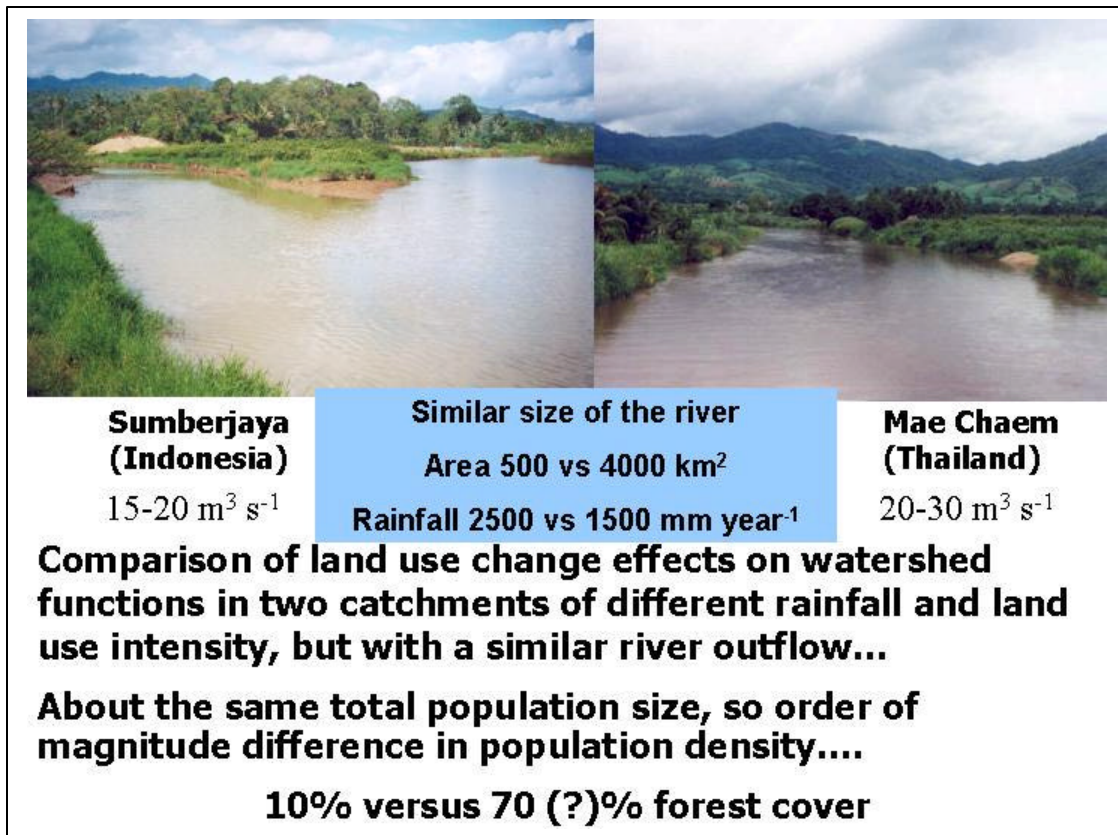 Sumberjaya
(Indonesia)
15-20 m³ s⁻¹
Similar size of the river
Area 500 vs 4000 km²
Rainfall 2500 vs 1500 mm year⁻¹
Mae Chaem
(Thailand)
20-30 m³ s⁻¹
Comparison of land use change effects on watershed
functions in two catchments of different rainfall and land
use intensity, but with a similar river outflow...
About the same total population size, so order of
magnitude difference in population density....
10% versus 70 (?)% forest cover